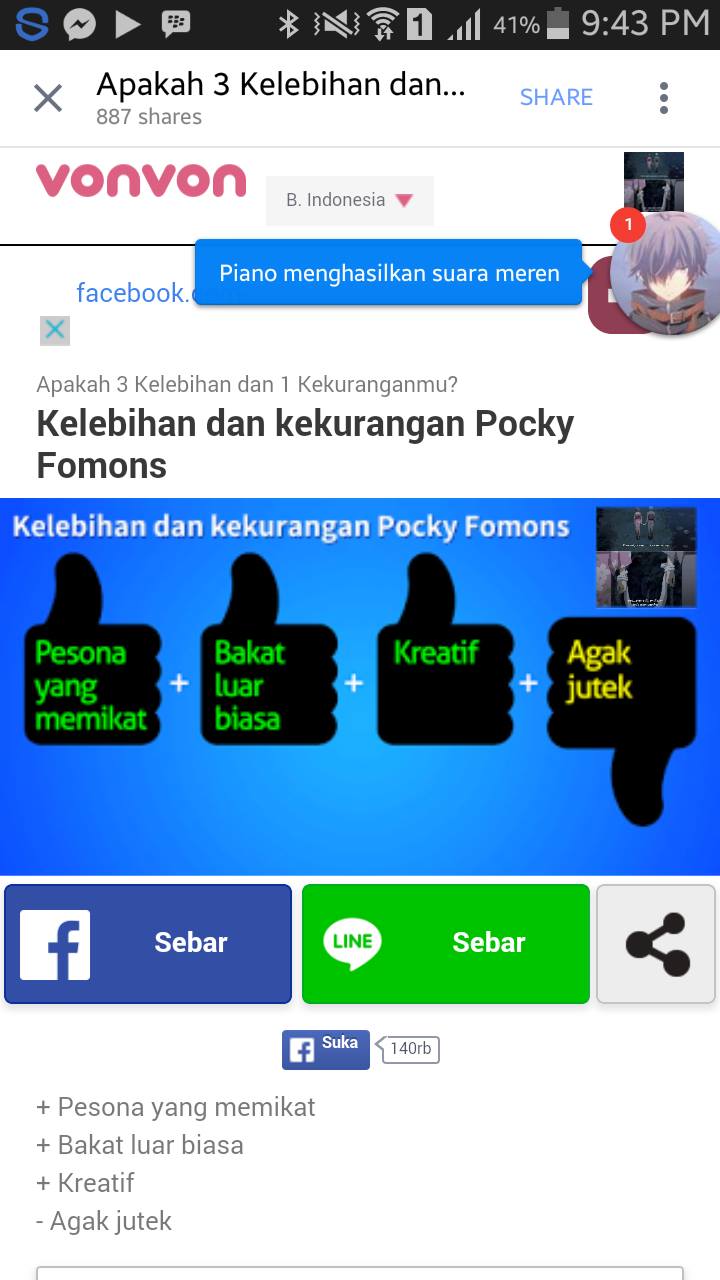 1 41% 9:43 PM
Apakah 3 Kelebihan dan...
SHARE
887 shares
vonvon
B. Indonesia
1
Piano menghasilkan suara meren
facebook.
Apakah 3 Kelebihan dan 1 Kekuranganmu?
Kelebihan dan kekurangan Pocky
Fomons
Kelebihan dan kekurangan Pocky Fomons
Pesona
yang
memikat
+
Bakat
luar
biasa
+
Kreatif
+
Agak
jutek
Sebar
LINE
Sebar
Suka
140rb
+ Pesona yang memikat
+ Bakat luar biasa
+ Kreatif
- Agak jutek